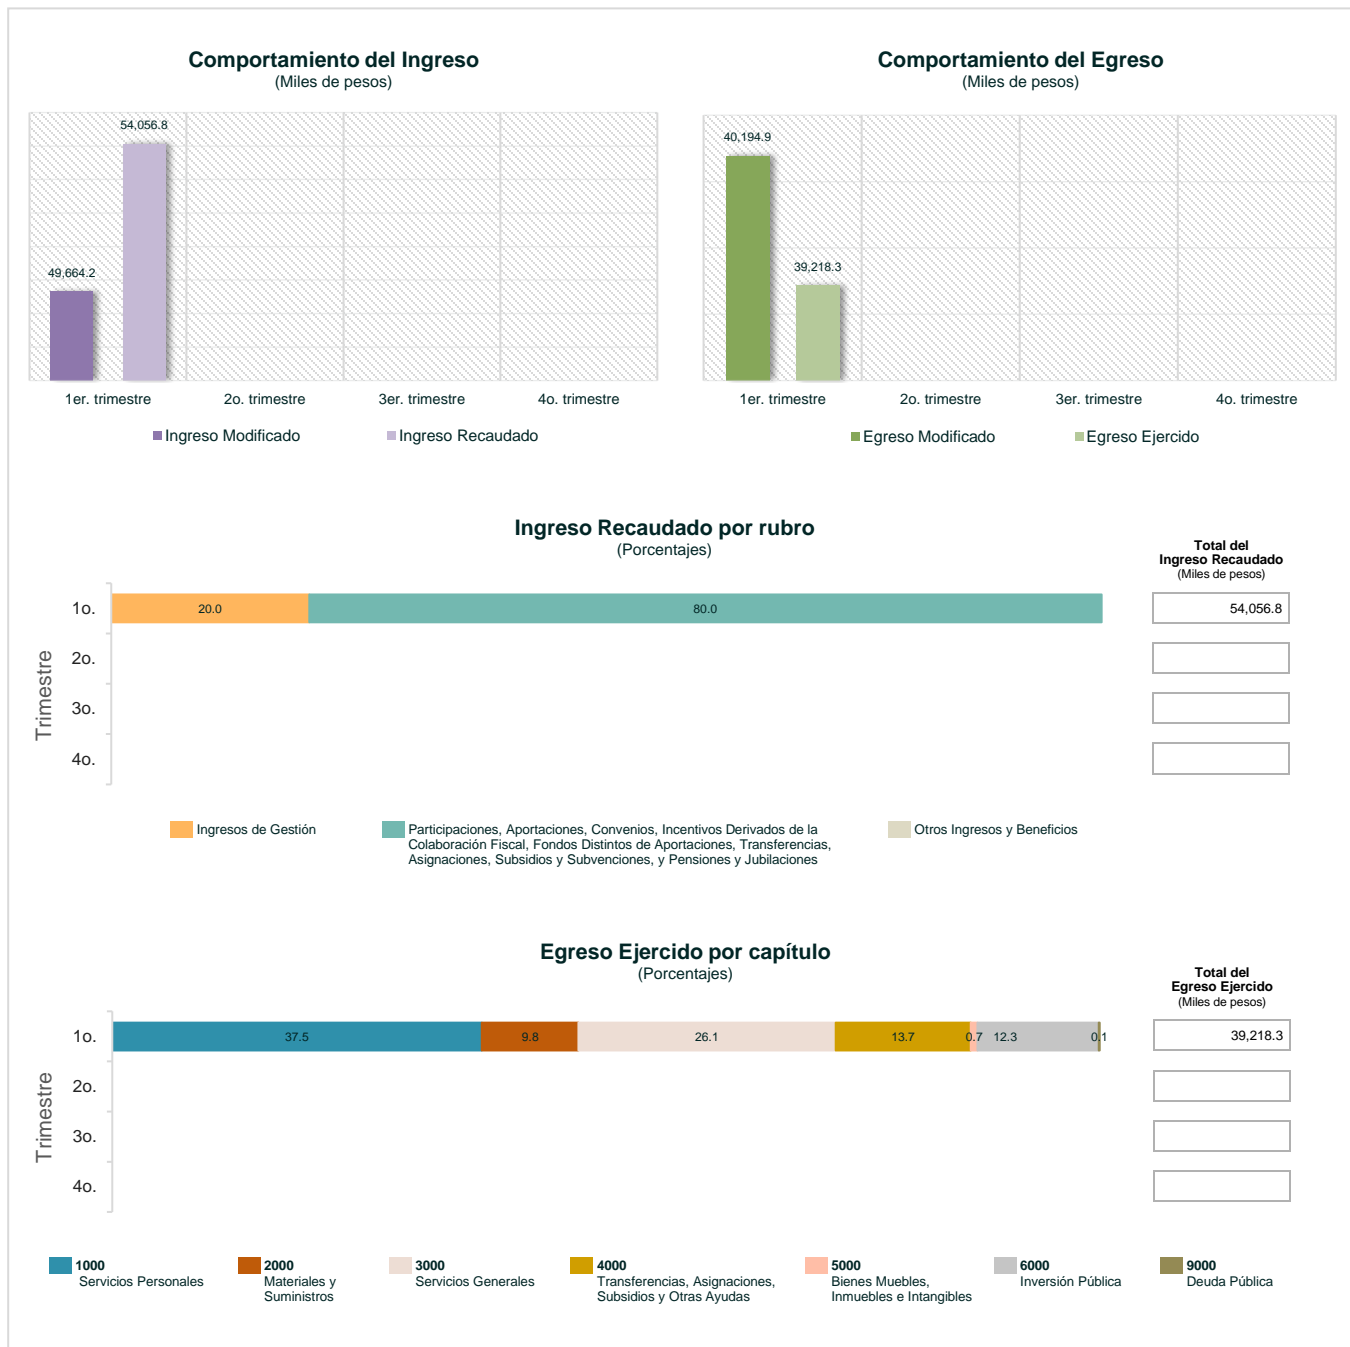 Comportamiento del Ingreso
(Miles de pesos)
54,056.8
49,664.2
1er. trimestre
2o. trimestre
3er. trimestre
4o. trimestre
Ingreso Modificado
Ingreso Recaudado
Comportamiento del Egreso
(Miles de pesos)
40,194.9
39,218.3
1er. trimestre
2o. trimestre
3er. trimestre
4o. trimestre
Egreso Modificado
Egreso Ejercido
Ingreso Recaudado por rubro
(Porcentajes)
Total del
Ingreso Recaudado
(Miles de pesos)
Trimestre
1o.
20.0
80.0
54,056.8
2o.
3o.
4o.
Ingresos de Gestión
Participaciones, Aportaciones, Convenios, Incentivos Derivados de la
Colaboración Fiscal, Fondos Distintos de Aportaciones, Transferencias,
Asignaciones, Subsidios y Subvenciones, y Pensiones y Jubilaciones
Otros Ingresos y Beneficios
Egreso Ejercido por capítulo
(Porcentajes)
Total del
Egreso Ejercido
(Miles de pesos)
Trimestre
1o.
37.5
9.8
26.1
13.7
0.7
12.3
0.1
39,218.3
2o.
3o.
4o.
1000
Servicios Personales
2000
Materiales y
Suministros
3000
Servicios Generales
4000
Transferencias, Asignaciones,
Subsidios y Otras Ayudas
5000
Bienes Muebles,
Inmuebles e Intangibles
6000
Inversión Pública
9000
Deuda Pública